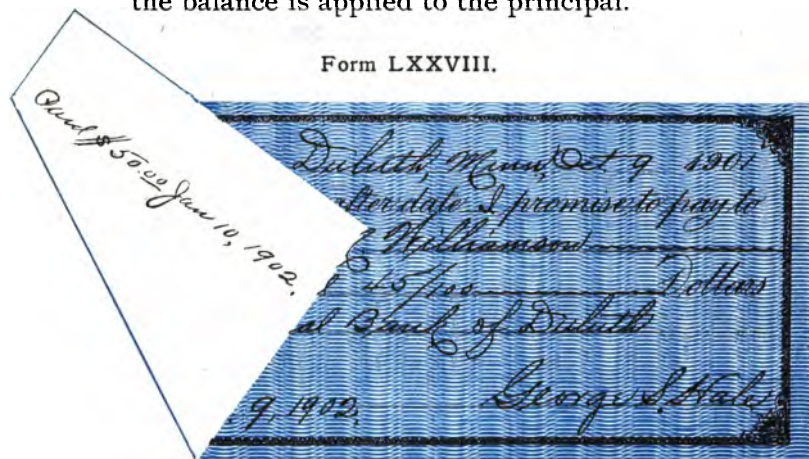 the balance is applied to the principal.
Form LXXVIII.
$50.00 Jan 10, 1902.
Duluth, Minn, Oct. 9 1901
after date I promise to pay to
Williamson
45/100 Dollars
al Bank of Duluth
9, 1902. George S. Hale